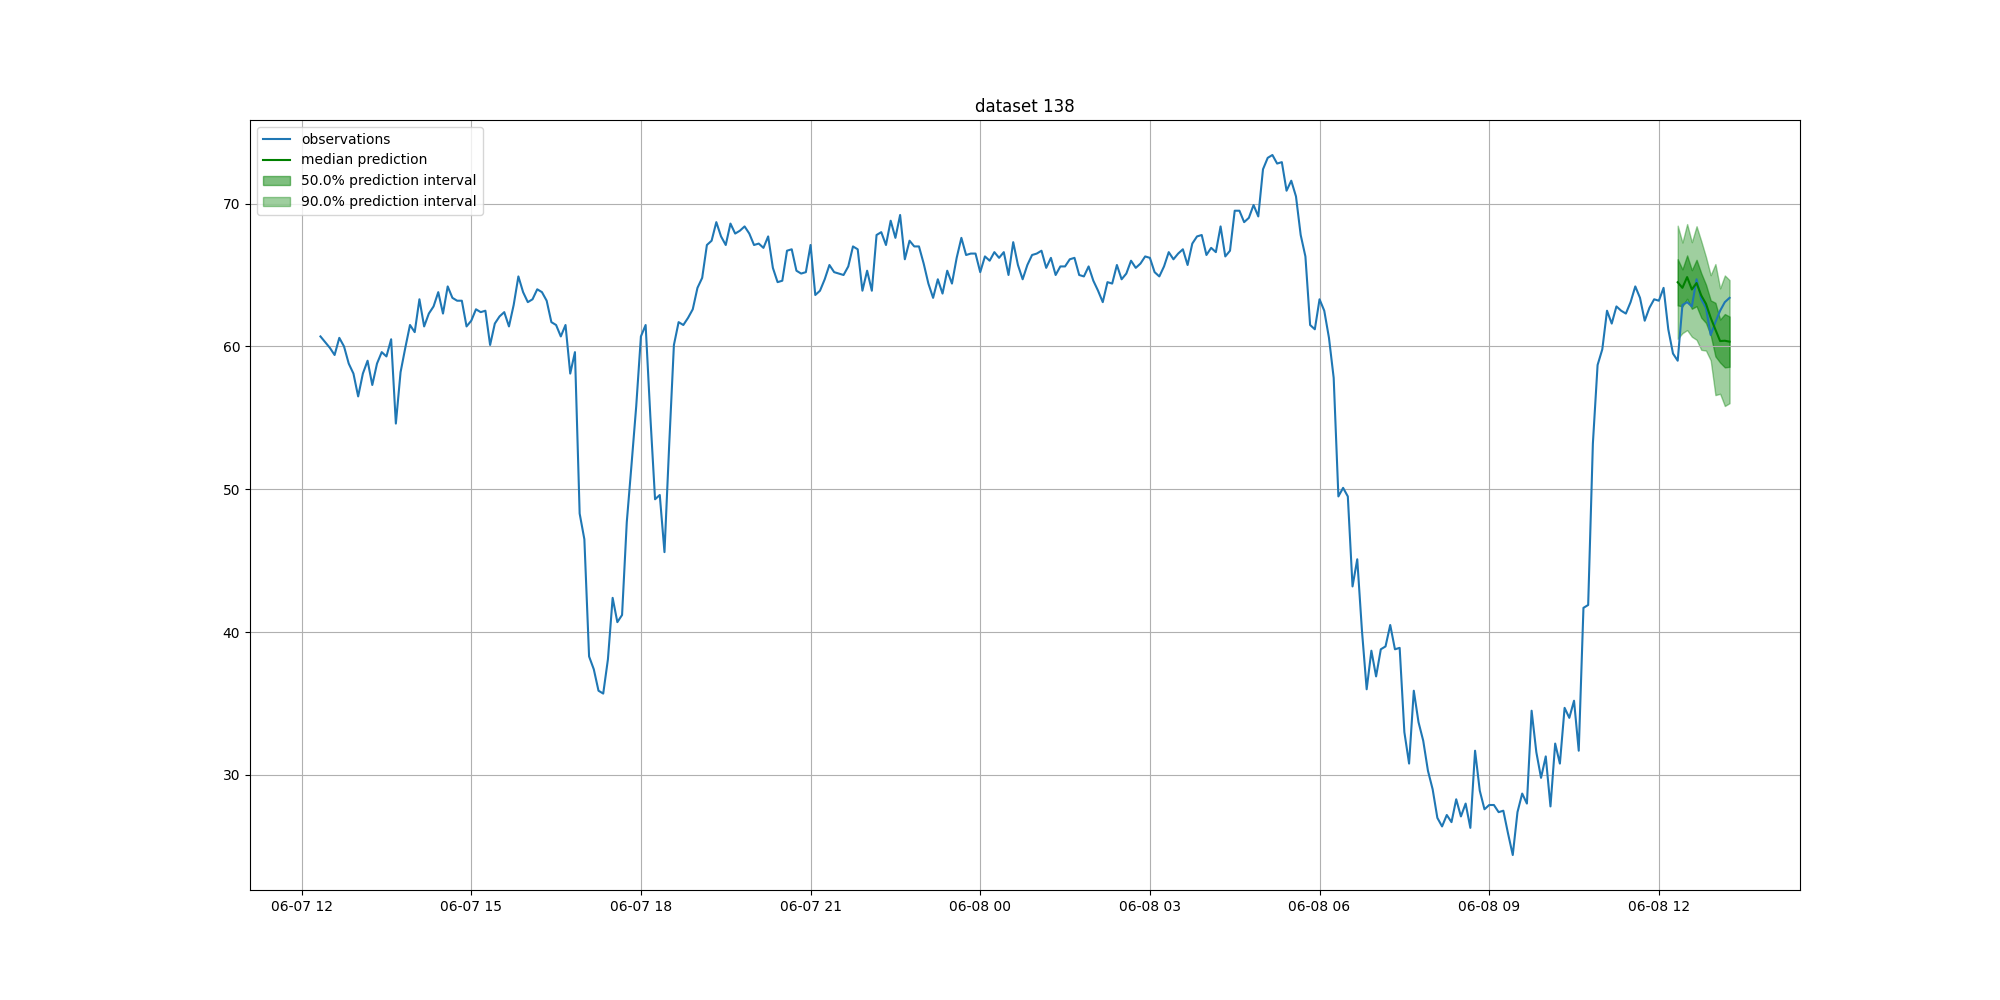 dataset 138
observations
median prediction
50.0% prediction interval
90.0% prediction interval
70
60
50
40
30
06-07 12
06-07 15
06-07 18
06-07 21
06-08 00
06-08 03
06-08 06
06-08 09
06-08 12